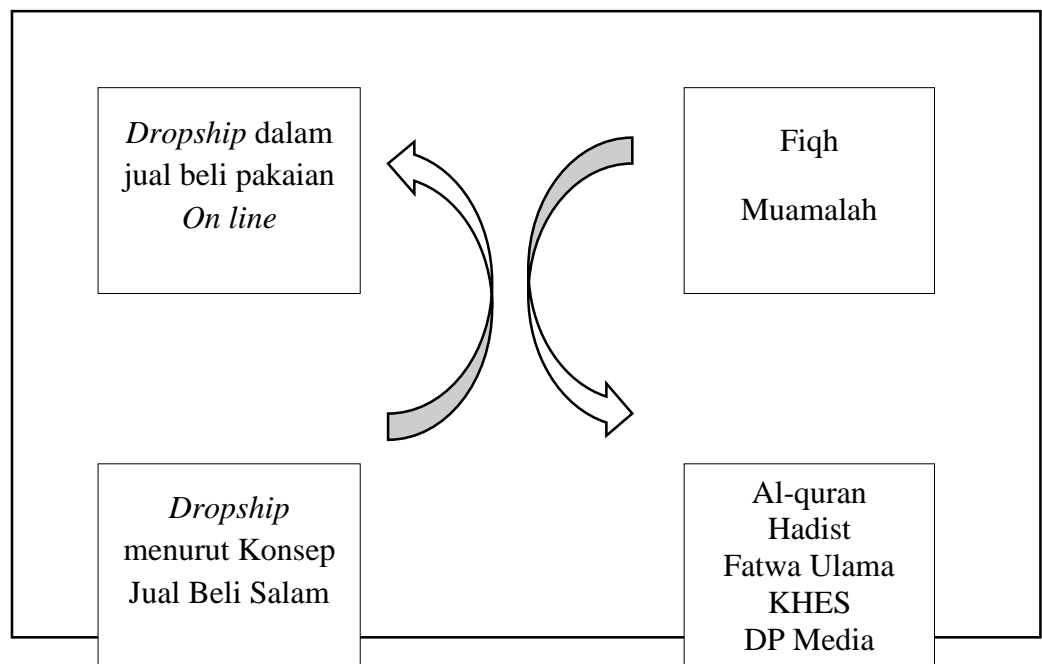 Dropship dalam
jual beli pakaian
On line
Fiqh
Muamalah
Dropship
menurut Konsep
Jual Beli Salam
Al-quran
Hadist
Fatwa Ulama
KHES
DP Media